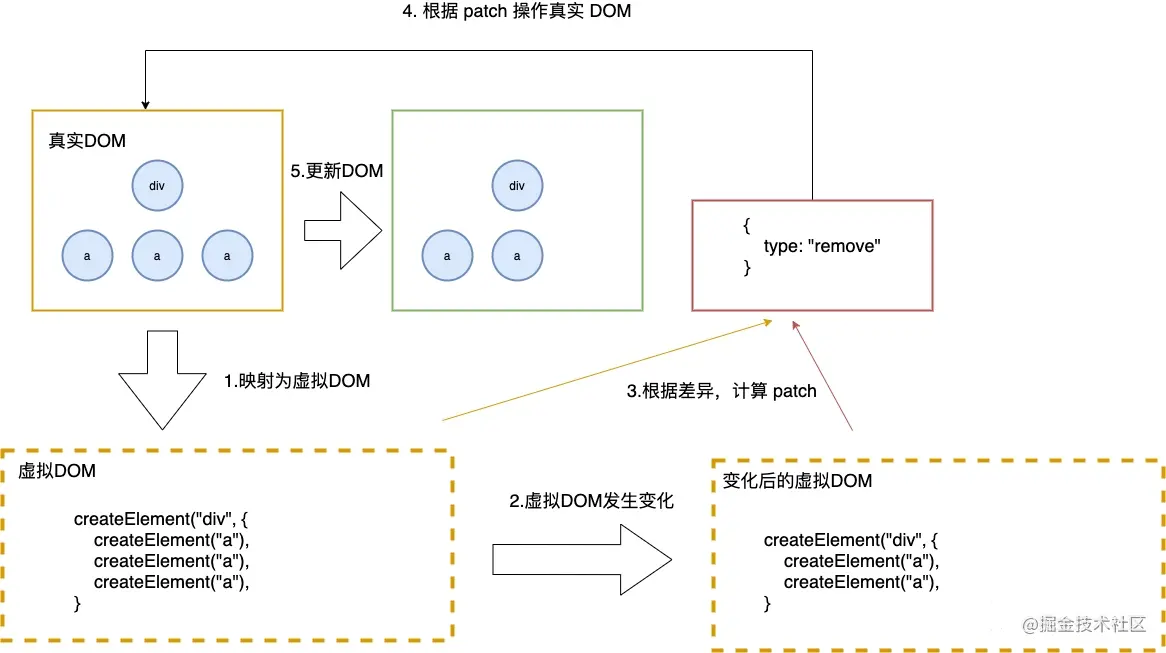 4. 根据 patch 操作真实 DOM
真实DOM
div
a
a
a
5.更新DOM
div
a
a
{
type: "remove"
}
1.映射为虚拟DOM
3.根据差异，计算 patch
虚拟DOM
createElement("div", {
createElement("a"),
createElement("a"),
createElement("a"),
}
2.虚拟DOM发生变化
变化后的虚拟DOM
createElement("div", {
createElement("a"),
createElement("a"),
}
@掘金技术社区